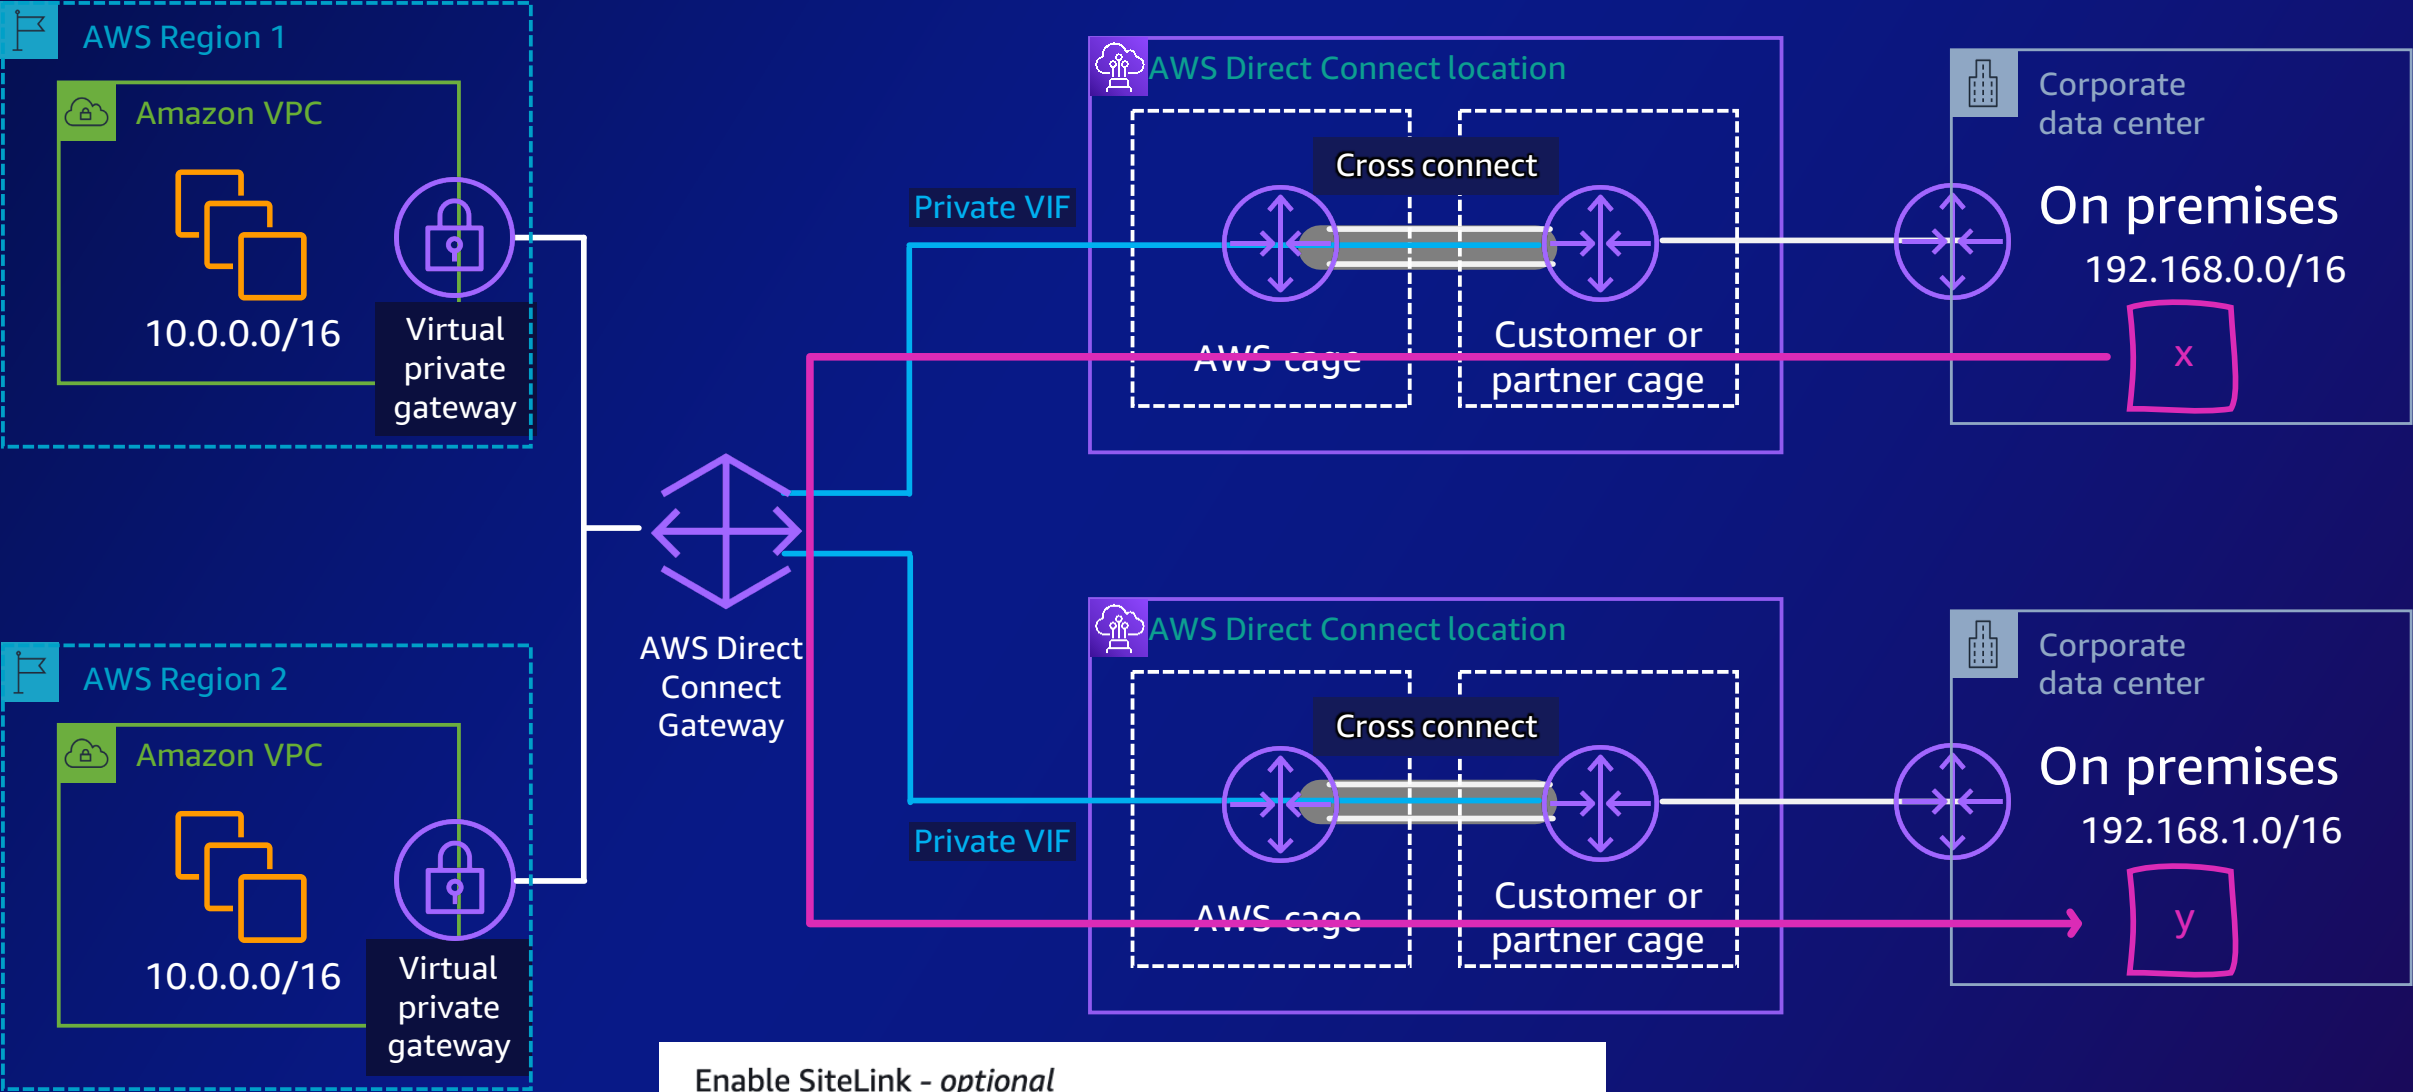 AWS Region 1
Amazon VPC
10.0.0.0/16
Virtual
private
gateway
AWS Region 2
Amazon VPC
10.0.0.0/16
Virtual
private
gateway
AWS Direct
Connect
Gateway
Private VIF
Private VIF
AWS Direct Connect location
Cross connect
AWS cage
Customer or
partner cage
Corporate
data center
On premises
192.168.0.0/16
x
AWS Direct Connect location
Cross connect
AWS cage
Customer or
partner cage
Corporate
data center
On premises
192.168.1.0/16
y
Enable SiteLink - optional